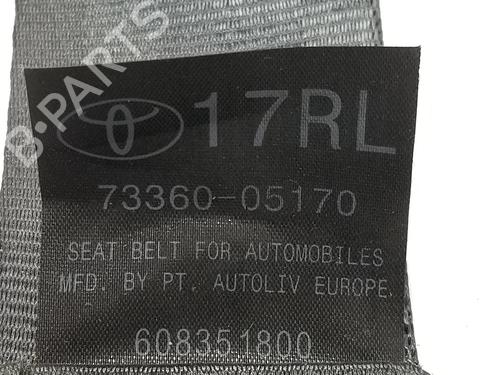 B-PARTS
17RL
73360-05170
SEAT BELT FOR AUTOMOBILES
MFD. BY PT. AUTOLIV EUROPE.
608351800